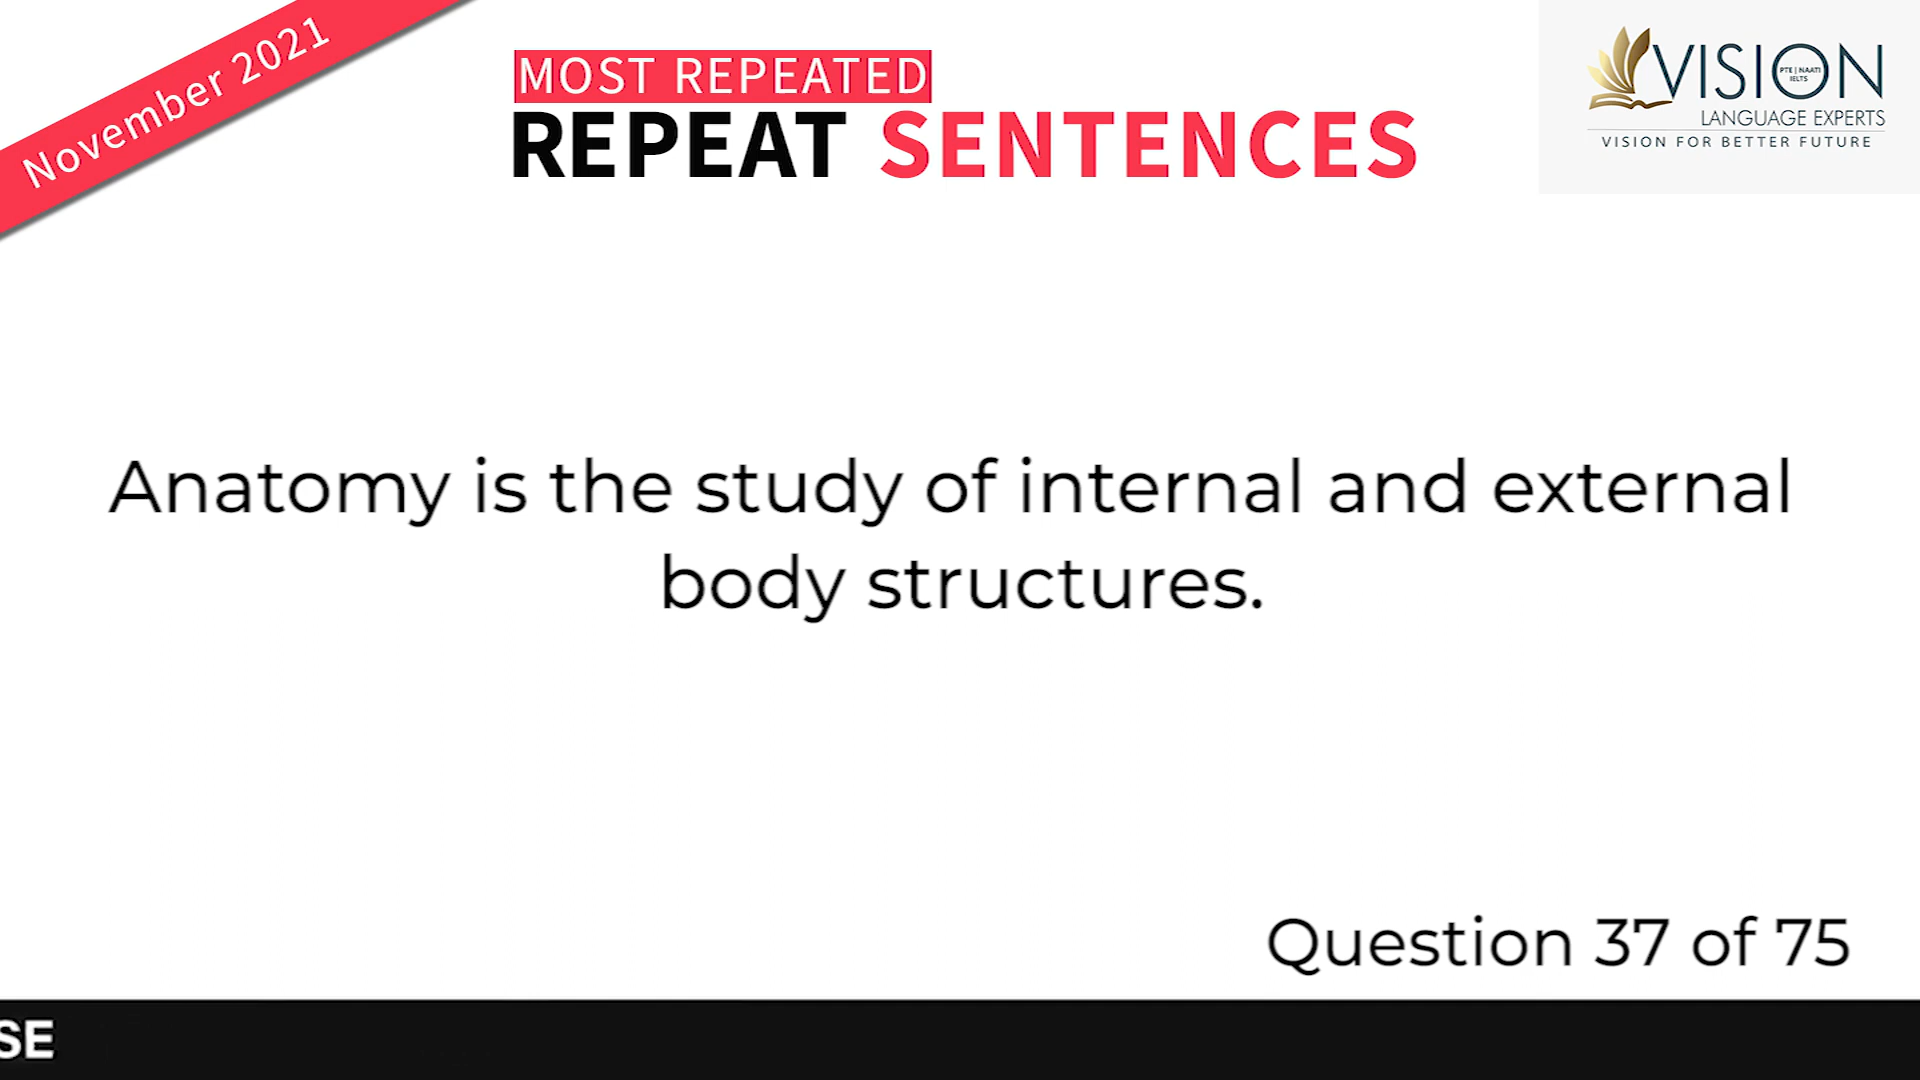 November 2021
MOST REPEATED
REPEAT SENTENCES
VISION
PTE | NAATI
IELTS
LANGUAGE EXPERTS
VISION FOR BETTER FUTURE
Anatomy is the study of internal and external
body structures.
Question 37 of 75
SE